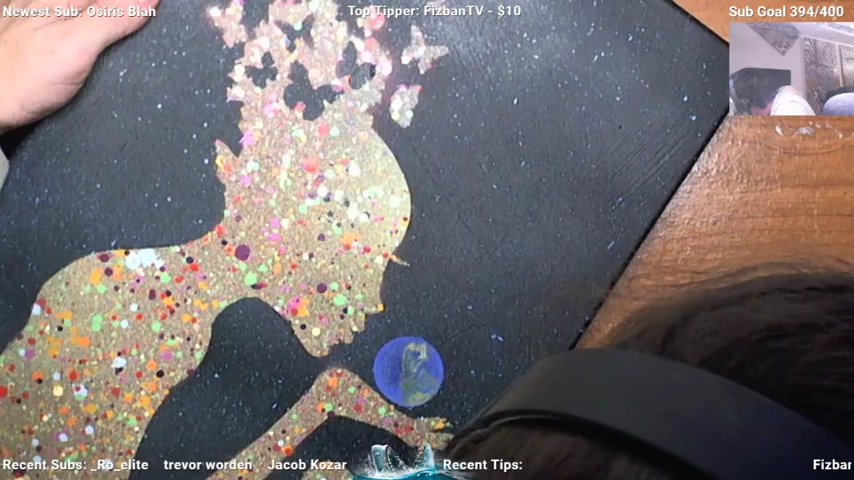 Newest Sub: Osiris Blah
Top Tipper: FizbanTV - $10
Sub Goal 394/400
Recent Subs: _Ro_elite trevor worden Jacob Kozar
Recent Tips:
Fizba